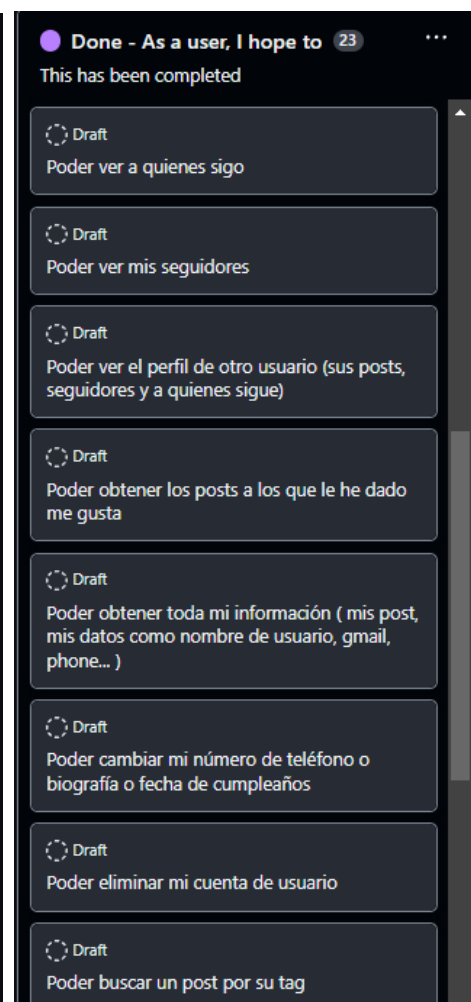 Done - As a user, I hope to 23 ...
This has been completed
Draft
Poder ver a quienes sigo
Draft
Poder ver mis seguidores
Draft
Poder ver el perfil de otro usuario (sus posts,
seguidores y a quienes sigue)
Draft
Poder obtener los posts a los que le he dado
me gusta
Draft
Poder obtener toda mi información ( mis post,
mis datos como nombre de usuario, gmail,
phone... )
Draft
Poder cambiar mi número de teléfono o
biografía o fecha de cumpleaños
Draft
Poder eliminar mi cuenta de usuario
Draft
Poder buscar un post por su tag